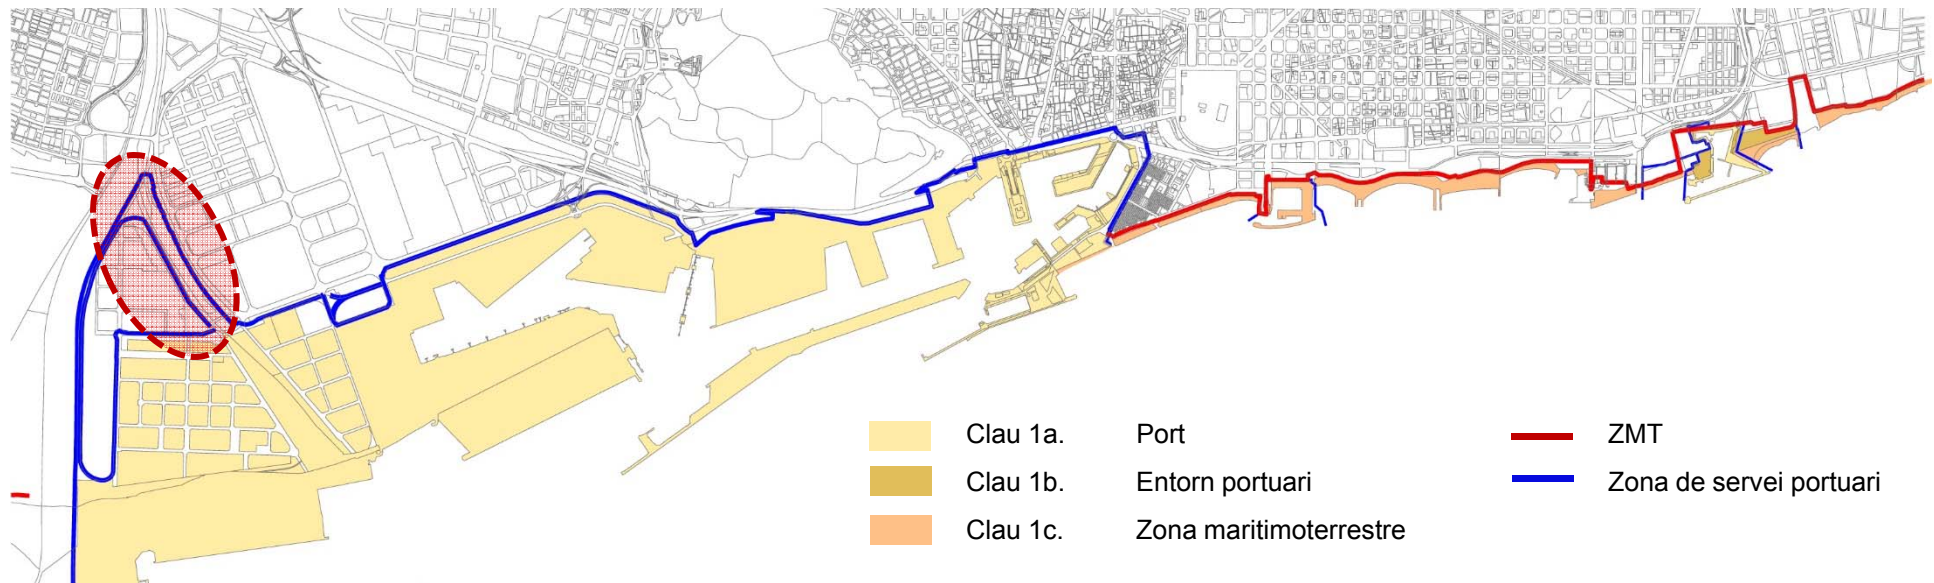 Clau 1a. Port
Clau 1b. Entorn portuari
Clau 1c. Zona maritimoterrestre
ZMT
Zona de servei portuari